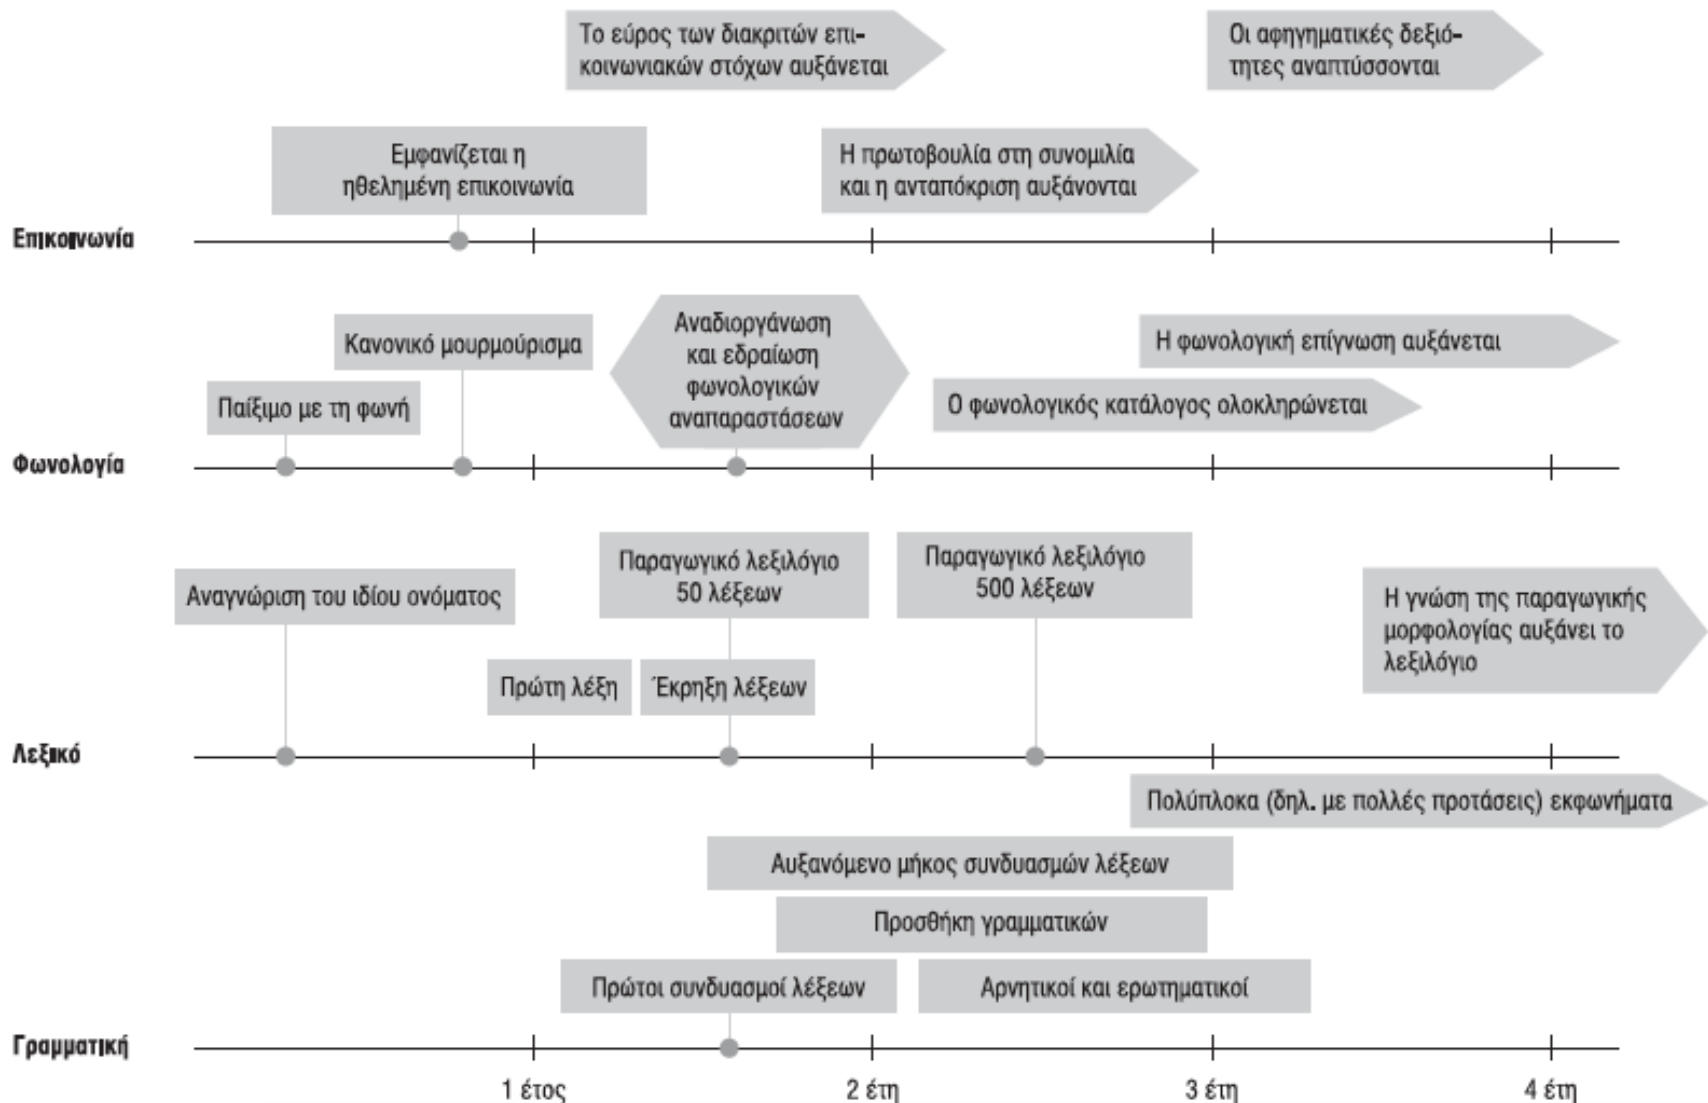 Το εύρος των διακριτών επι-
κοινωνιακών στόχων αυξάνεται
Οι αφηγηματικές δεξιό-
τητες αναπτύσσονται
Εμφανίζεται η
ηθελημένη επικοινωνία
Η πρωτοβουλία στη συνομιλία
και η ανταπόκριση αυξάνονται
Επικοινωνία
Κανονικό μουρμούρισμα
Παίξιμο με τη φωνή
Αναδιοργάνωση
και εδραίωση
φωνολογικών
αναπαραστάσεων
Η φωνολογική επίγνωση αυξάνεται
Ο φωνολογικός κατάλογος ολοκληρώνεται
Φωνολογία
Αναγνώριση του ιδίου ονόματος
Παραγωγικό λεξιλόγιο
50 λέξεων
Παραγωγικό λεξιλόγιο
500 λέξεων
Η γνώση της παραγωγικής
μορφολογίας αυξάνει το
λεξιλόγιο
Πρώτη λέξη
Έκρηξη λέξεων
Λεξικό
Πολύπλοκα (δηλ. με πολλές προτάσεις) εκφωνήματα
Αυξανόμενο μήκος συνδυασμών λέξεων
Προσθήκη γραμματικών
Πρώτοι συνδυασμοί λέξεων
Αρνητικοί και ερωτηματικοί
Γραμματική
1 έτος
2 έτη
3 έτη
4 έτη